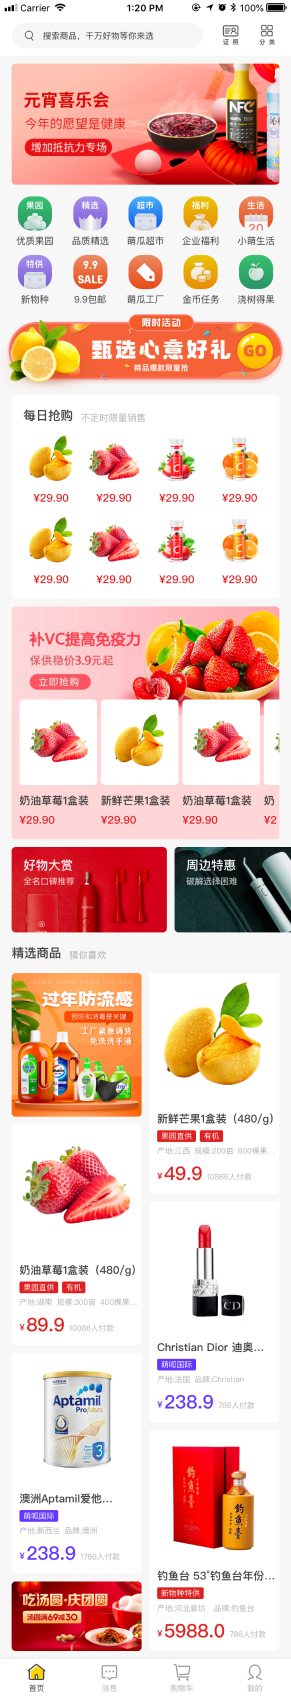 Carrier 1:20 PM 100%
搜索商品，千万好物等你来选
证 照
分 类
元宵喜乐会
今年的愿望是健康
增加抵抗力专场
NFC
100%
果园 精选 超市 福利 生活
20
优质果园 品质精选 萌瓜超市 企业福利 小萌生活
特供 9.9 SALE
新物种 9.9包邮 萌瓜工厂 金币任务 浇树得果
限时活动
甄选心意好礼
GO
精品爆款限量抢
每日抢购 不定时限量销售
¥29.90 ¥29.90 ¥29.90 ¥29.90
¥29.90 ¥29.90 ¥29.90 ¥29.90
补VC提高免疫力
保供稳价3.9元起
立即抢购
奶油草莓1盒装 新鲜芒果1盒装 奶油草莓1盒装 奶
¥29.90 ¥29.90 ¥29.90 ¥2
好物大赏
全名口碑推荐
周边特惠
破解选择困难
精选商品 猜你喜欢
过年防流感
预防和消毒是关键
工厂紧急调货
免洗洗手液
新鲜芒果1盒装（480/g）
果园直供 有机
产地:江西 规模:200亩 800棵果...
¥49.9 10866人付款
奶油草莓1盒装（480/g）
果园直供 有机
产地:湖南 规模:300亩 400棵果...
¥89.9 10086人付款
CD
Christian Dior 迪奥...
萌呱国际
产地:法国 品牌:Christian
¥238.9 786人付款
Aptamil
Profutura
3
澳洲Aptamil爱他...
萌呱国际
产地:新西兰 品牌:澳洲
¥238.9 1786人付款
钓鱼臺
钓鱼臺
钓鱼台 53°钓鱼台年份...
新物种特供
产地:河北廊坊 品牌:钓鱼台
¥5988.0 786人付款
吃汤圆·庆团圆
汤圆满69减30
首页 消息 购物车 我的